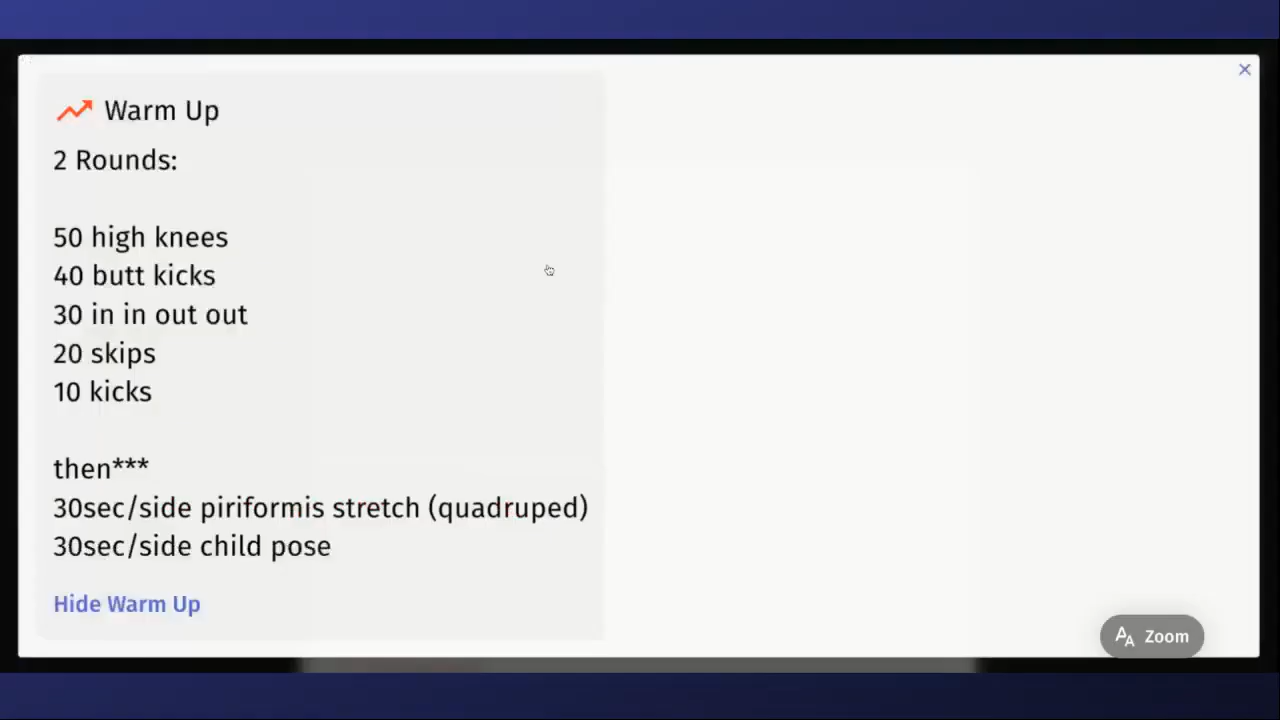 Warm Up
2 Rounds:
50 high knees
40 butt kicks
30 in in out out
20 skips
10 kicks
then***
30sec/side piriformis stretch (quadruped)
30sec/side child pose
Hide Warm Up
AA Zoom